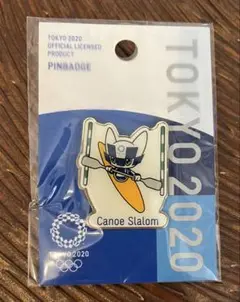 TOKYO 2020
OFFICIAL LICENSED
PRODUCT
PINBADGE
TOKYO 2020
Canoe Slalom
TOKYO 2020